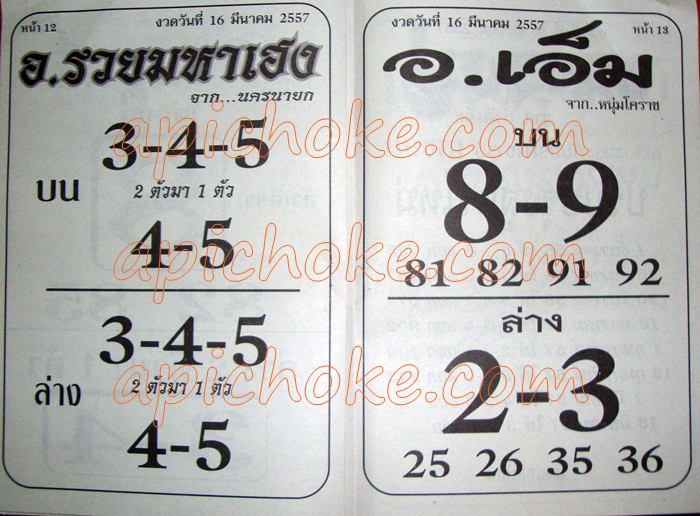 หน้า 12
งวดวันที่ 16 มีนาคม 2557
อ.รวยมหาเฮง
จาก...นครนายก
บน
3-4-5
2 ตัวมา 1 ตัว
4-5
ล่าง
3-4-5
2 ตัวมา 1 ตัว
4-5
งวดวันที่ 16 มีนาคม 2557
หน้า 13
อ.เอ็ม
จาก..หนุ่มโคราช
บน
8-9
81 82 91 92
ล่าง
2-3
25 26 35 36
apichoke.com
apichoke.com
apichoke.com
apichoke.com
apichoke.com